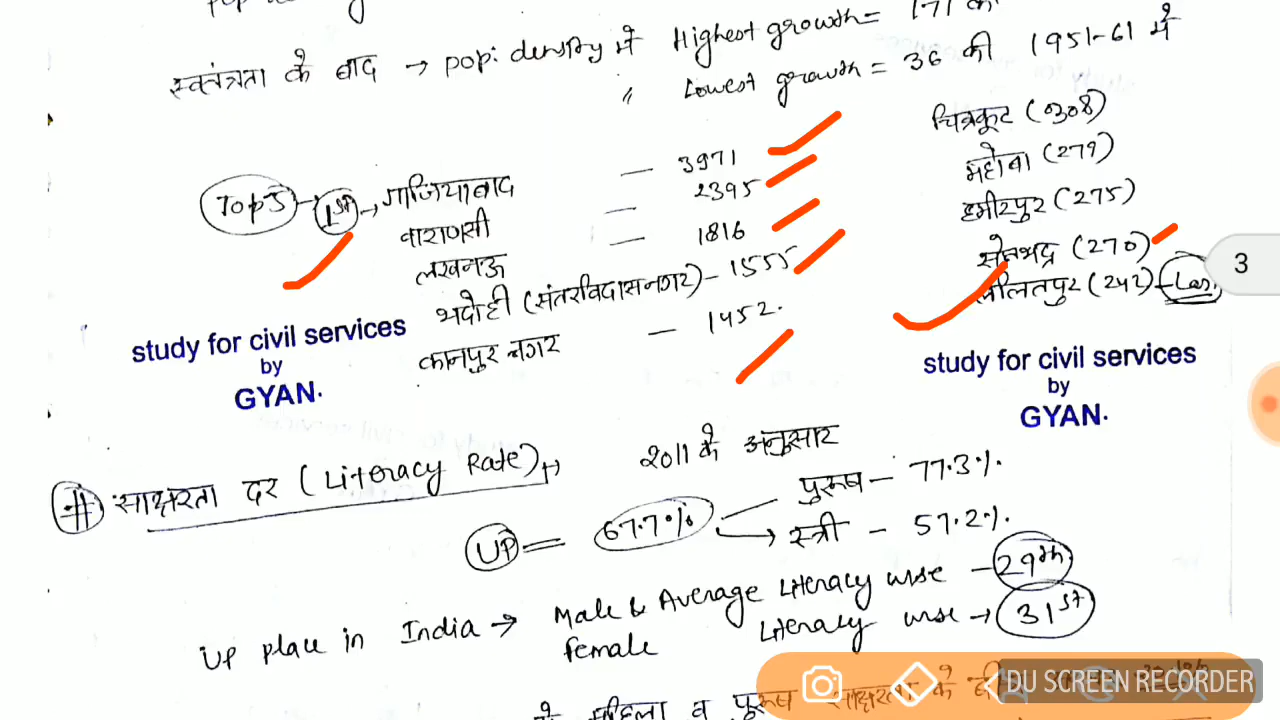 स्वतंत्रता के बाद → pop: density में Highest growth = 171 की
" Lowest growth = 36 की 1951-61 में
Top 5 - 1st → गाजियाबाद — 3971
वाराणसी — 2395
लखनऊ — 1816
भदोही (संतरविदासनगर) - 1555
कानपुर नगर — 1452.
चित्रकूट (308)
महोबा (279)
हमीरपुर (275)
सोनभद्र (270)
ललितपुर (242) - Las.
3
study for civil services
by
GYAN.
study for civil services
by
GYAN.
# साक्षरता दर (Literacy Rate) → 2011 के अनुसार
UP = 67.7% पुरुष - 77.3%.
→ स्त्री - 57.2%.
UP place in India → Male & Average Literacy wise - 29th
female Literacy wise → 31st
महिला व पुरुष साक्षरता के
DU SCREEN RECORDER